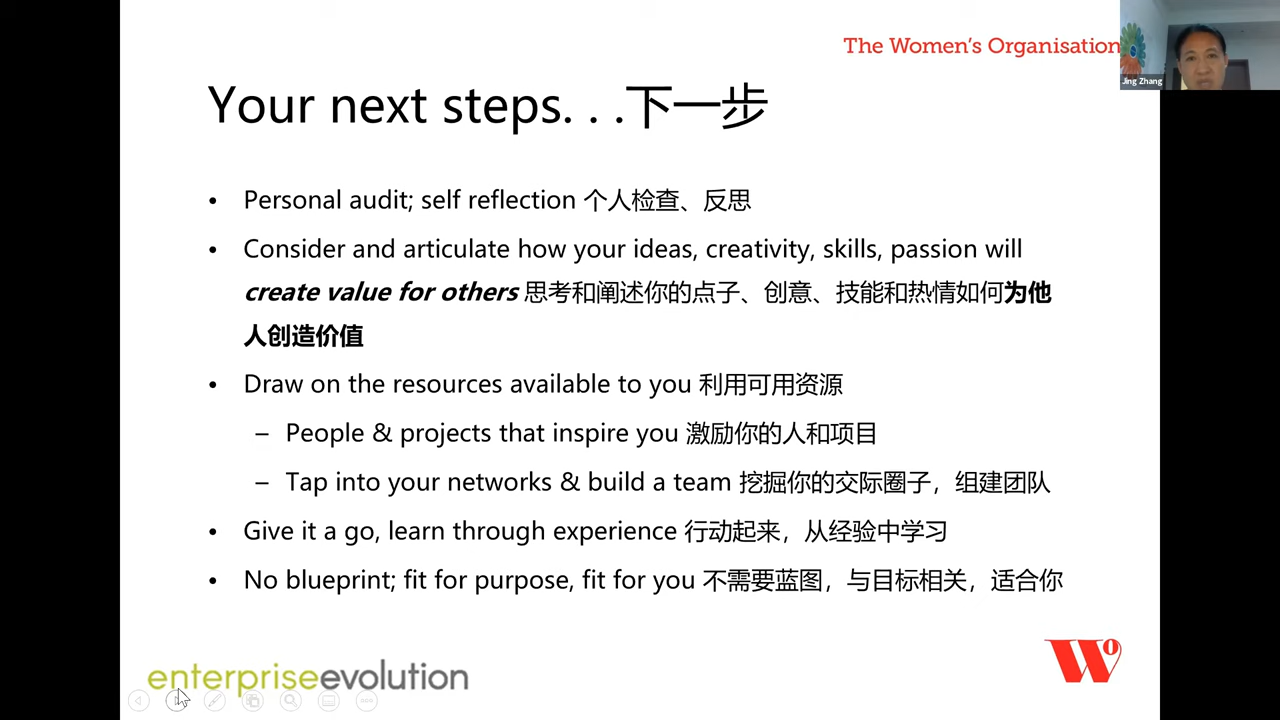 The Women's Organisation
Jing Zhang
Your next steps. . .下一步
• Personal audit; self reflection 个人检查、反思
• Consider and articulate how your ideas, creativity, skills, passion will
create value for others 思考和阐述你的点子、创意、技能和热情如何为他
人创造价值
• Draw on the resources available to you 利用可用资源
– People & projects that inspire you 激励你的人和项目
– Tap into your networks & build a team 挖掘你的交际圈子，组建团队
• Give it a go, learn through experience 行动起来，从经验中学习
• No blueprint; fit for purpose, fit for you 不需要蓝图，与目标相关，适合你
enterpriseevolution
Wo